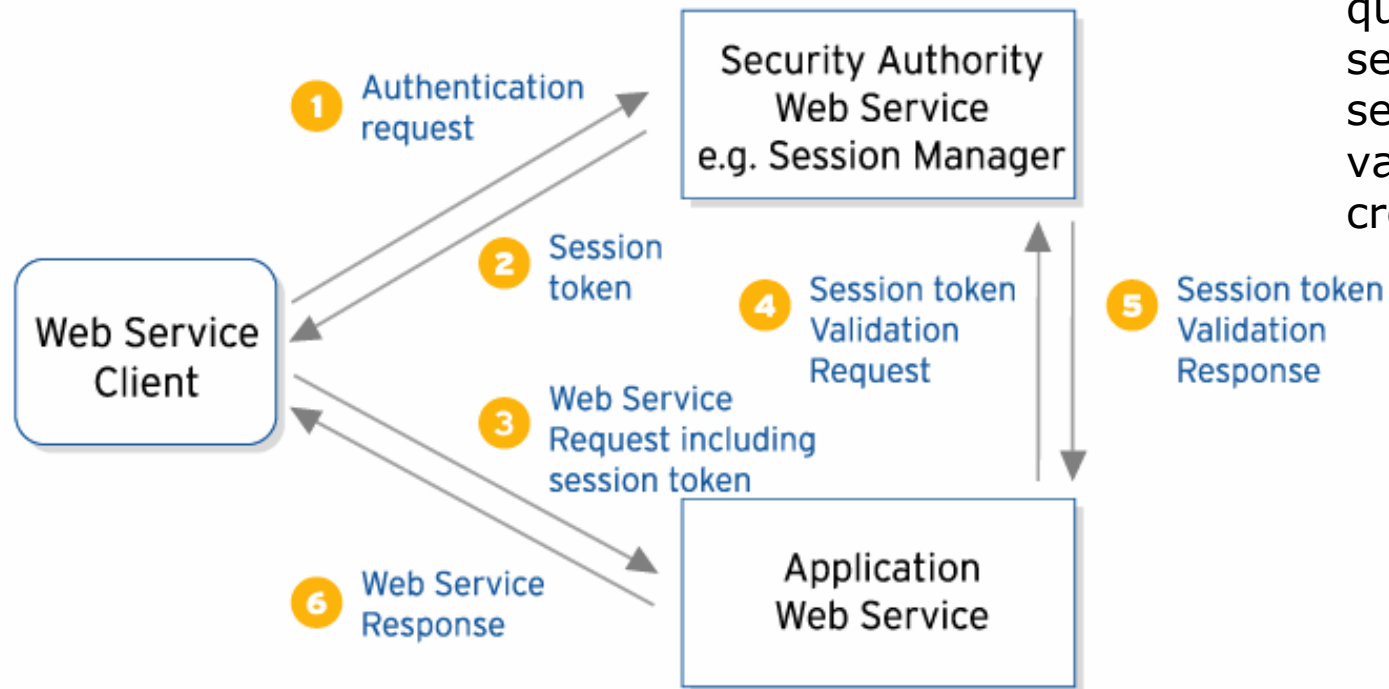 1
Authentication
request
Security Authority
Web Service
e.g. Session Manager
2
Session
token
Web Service
Client
3
Web Service
Request including
session token
4
Session token
Validation
Request
5
Session token
Validation
Response
6
Web Service
Response
Application
Web Service